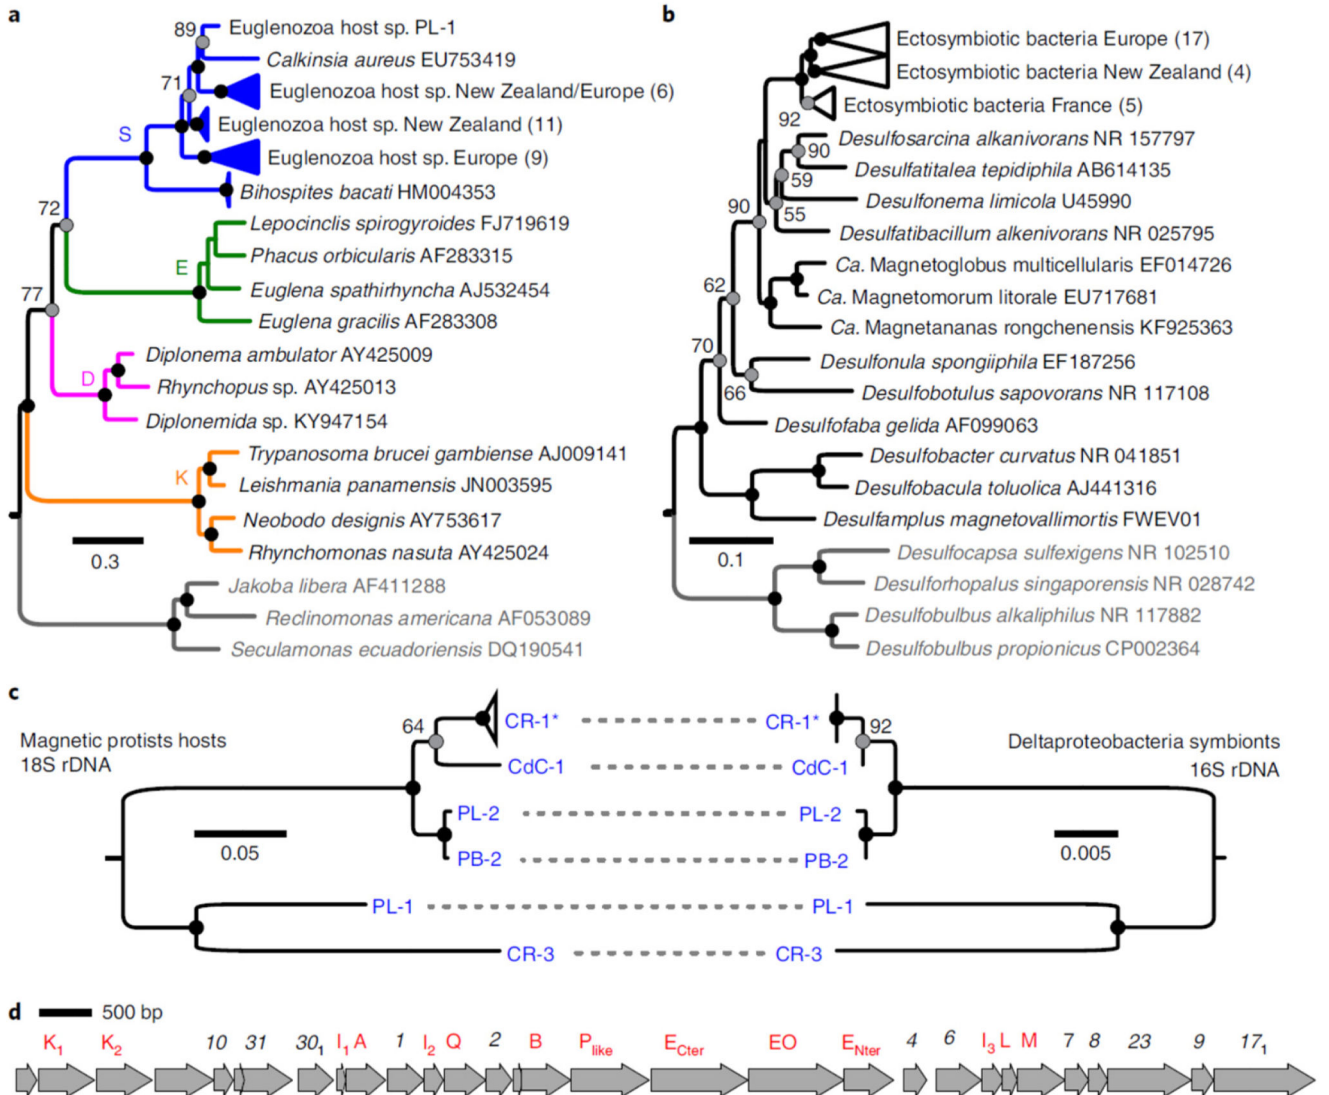 a
89
Euglenozoa host sp. PL-1
Calkinsia aureus EU753419
71
Euglenozoa host sp. New Zealand/Europe (6)
Euglenozoa host sp. New Zealand (11)
S
Euglenozoa host sp. Europe (9)
Bihospites bacati HM004353
72
Lepocinclis spirogyroides FJ719619
Phacus orbicularis AF283315
E
Euglena spathirhyncha AJ532454
77
Euglena gracilis AF283308
Diplonema ambulator AY425009
D
Rhynchopus sp. AY425013
Diplonemida sp. KY947154
Trypanosoma brucei gambiense AJ009141
K
Leishmania panamensis JN003595
Neobodo designis AY753617
Rhynchomonas nasuta AY425024
0.3
Jakoba libera AF411288
Reclinomonas americana AF053089
Seculamonas ecuadoriensis DQ190541
b
Ectosymbiotic bacteria Europe (17)
Ectosymbiotic bacteria New Zealand (4)
Ectosymbiotic bacteria France (5)
92
Desulfosarcina alkanivorans NR 157797
90
Desulfatitalea tepidiphila AB614135
59
Desulfonema limicola U45990
90
55
Desulfatibacillum alkenivorans NR 025795
Ca. Magnetoglobus multicellularis EF014726
62
Ca. Magnetomorum litorale EU717681
Ca. Magnetananas rongchenensis KF925363
70
Desulfonula spongiiphila EF187256
66
Desulfobotulus sapovorans NR 117108
Desulfofaba gelida AF099063
Desulfobacter curvatus NR 041851
Desulfobacula toluolica AJ441316
Desulfamplus magnetovallimortis FWEV01
0.1
Desulfocapsa sulfexigens NR 102510
Desulforhopalus singaporensis NR 028742
Desulfobulbus alkaliphilus NR 117882
Desulfobulbus propionicus CP002364
c
Magnetic protists hosts
18S rDNA
64
CR-1* CR-1*
92
Deltaproteobacteria symbionts
16S rDNA
CdC-1 CdC-1
PL-2 PL-2
0.05
0.005
PB-2 PB-2
PL-1 PL-1
CR-3 CR-3
d
500 bp
K1 K2 10 31 301 I1 A 1 I2 Q 2 B Plike ECter EO ENter 4 6 I3 L M 7 8 23 9 171